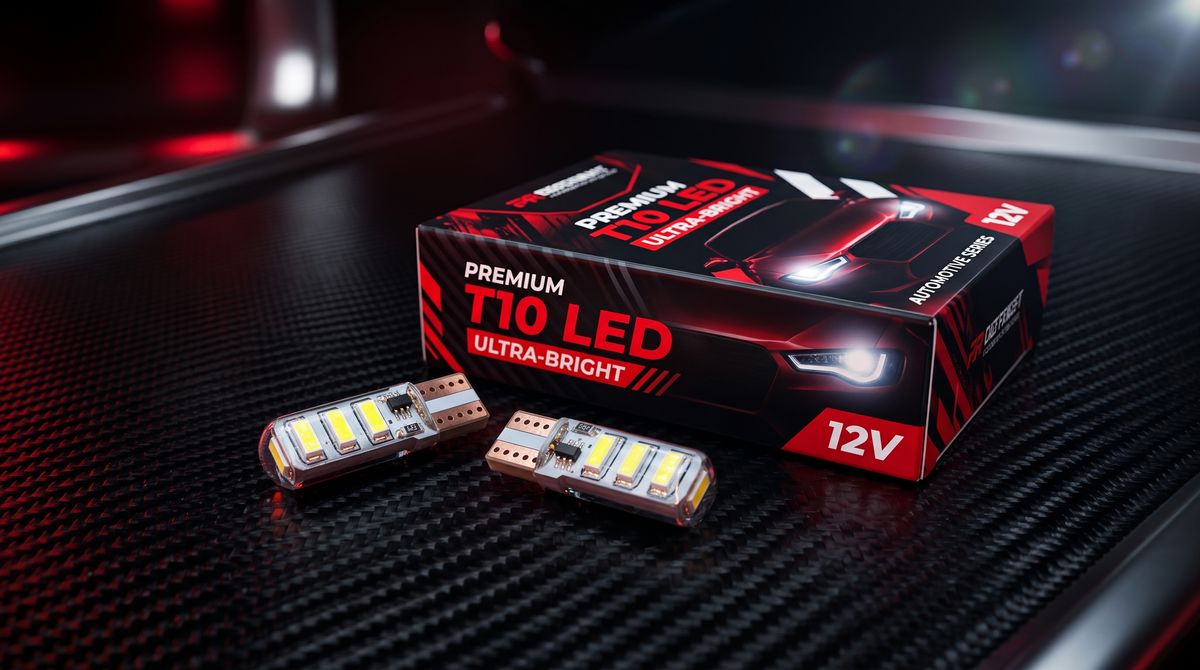 PREMIUM
T10 LED
ULTRA-BRIGHT
12V
AUTOMOTIVE SERIES
PREMIUM
T10 LED
ULTRA-BRIGHT
12V